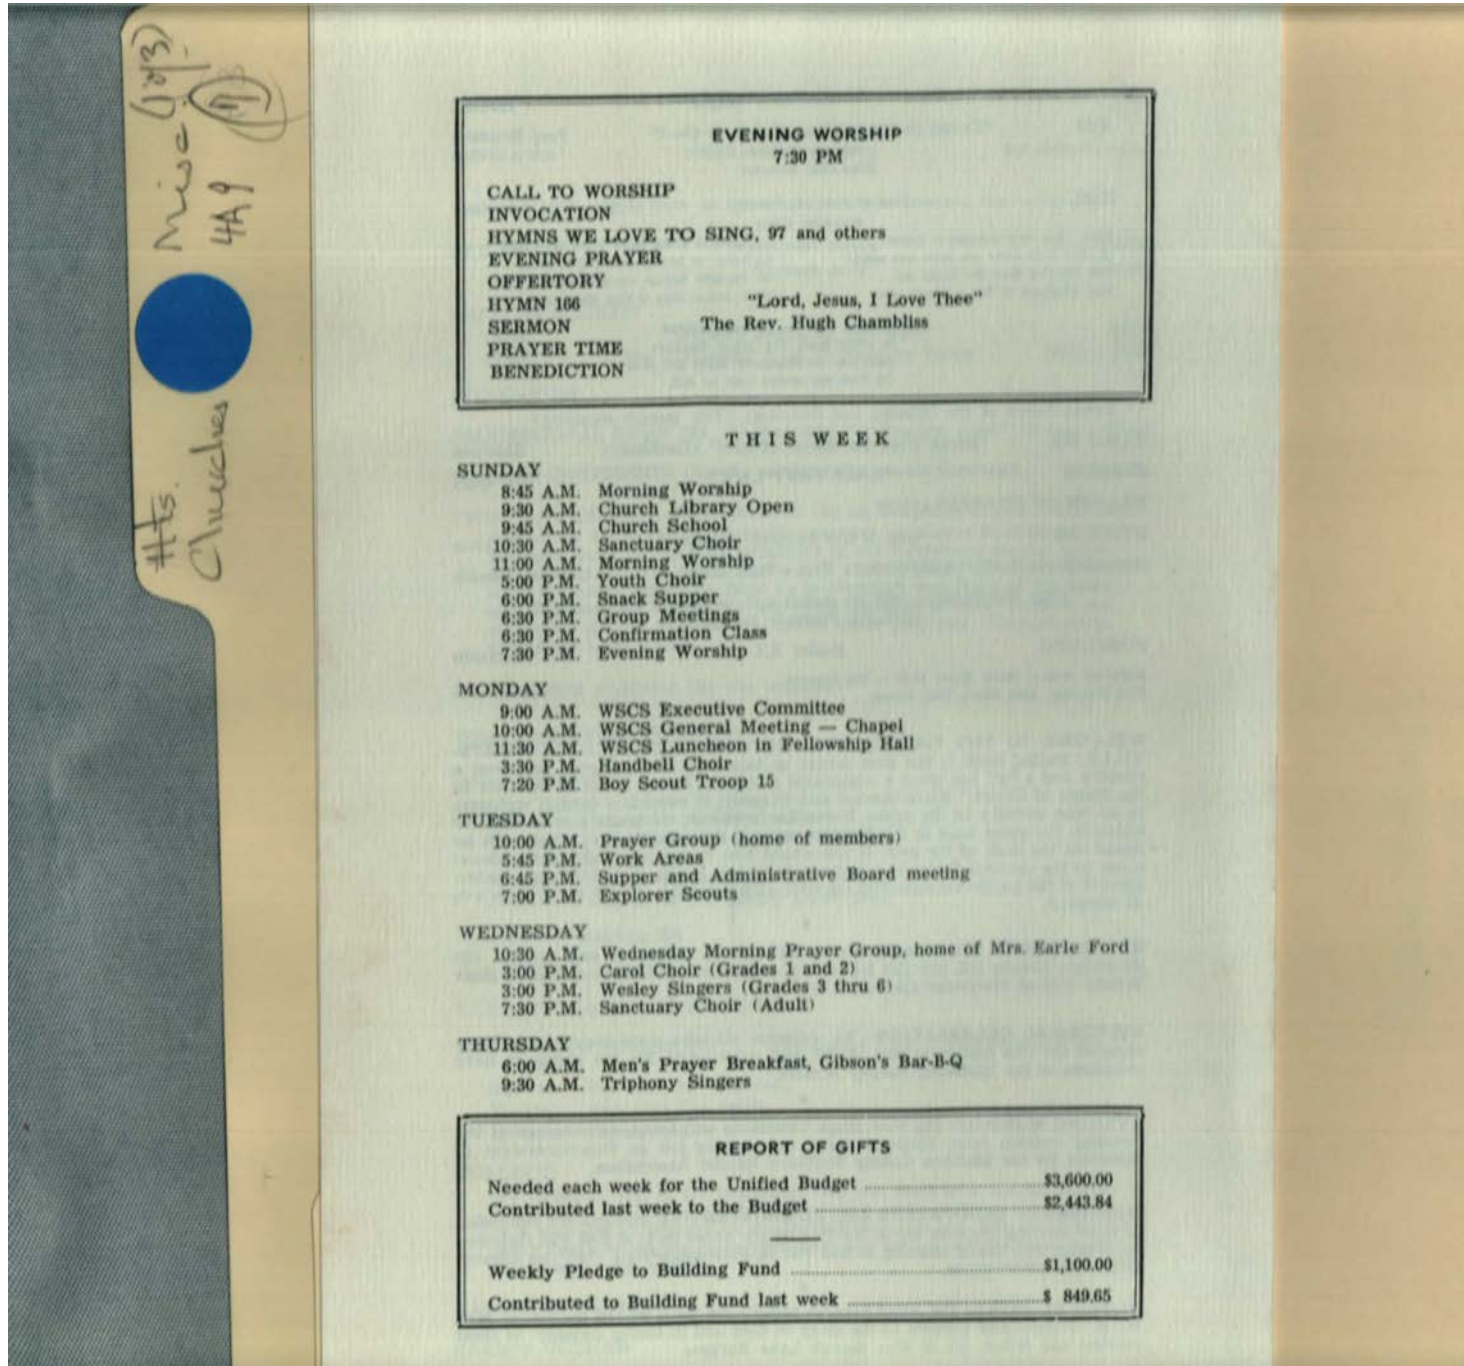 Misc (1 of 3)
4A9
Hts.
Churches
EVENING WORSHIP
7:30 PM
CALL TO WORSHIP
INVOCATION
HYMNS WE LOVE TO SING, 97 and others
EVENING PRAYER
OFFERTORY
HYMN 166 "Lord, Jesus, I Love Thee"
SERMON The Rev. Hugh Chambliss
PRAYER TIME
BENEDICTION
THIS WEEK
SUNDAY
8:45 A.M. Morning Worship
9:30 A.M. Church Library Open
9:45 A.M. Church School
10:30 A.M. Sanctuary Choir
11:00 A.M. Morning Worship
5:00 P.M. Youth Choir
6:00 P.M. Snack Supper
6:30 P.M. Group Meetings
6:30 P.M. Confirmation Class
7:30 P.M. Evening Worship
MONDAY
9:00 A.M. WSCS Executive Committee
10:00 A.M. WSCS General Meeting — Chapel
11:30 A.M. WSCS Luncheon in Fellowship Hall
3:30 P.M. Handbell Choir
7:20 P.M. Boy Scout Troop 15
TUESDAY
10:00 A.M. Prayer Group (home of members)
5:45 P.M. Work Areas
6:45 P.M. Supper and Administrative Board meeting
7:00 P.M. Explorer Scouts
WEDNESDAY
10:30 A.M. Wednesday Morning Prayer Group, home of Mrs. Earle Ford
3:00 P.M. Carol Choir (Grades 1 and 2)
3:00 P.M. Wesley Singers (Grades 3 thru 6)
7:30 P.M. Sanctuary Choir (Adult)
THURSDAY
6:00 A.M. Men's Prayer Breakfast, Gibson's Bar-B-Q
9:30 A.M. Triphony Singers
REPORT OF GIFTS
Needed each week for the Unified Budget $3,600.00
Contributed last week to the Budget $2,443.84
Weekly Pledge to Building Fund $1,100.00
Contributed to Building Fund last week $ 849.65